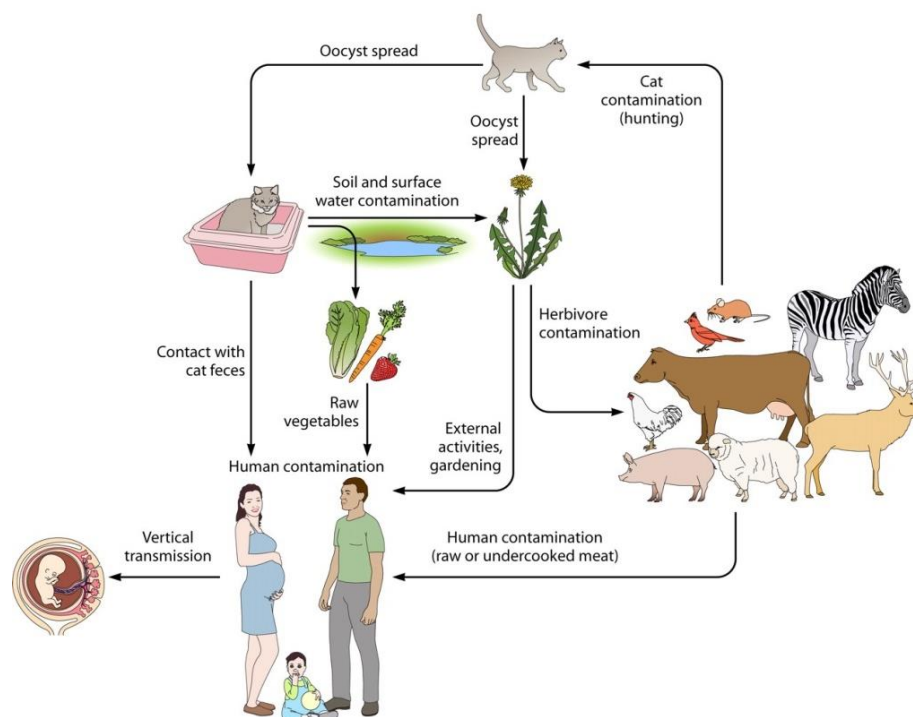 Oocyst spread
Cat
contamination
(hunting)
Oocyst
spread
Soil and surface
water contamination
Herbivore
contamination
Contact with
cat feces
Raw
vegetables
External
activities,
gardening
Human contamination
Vertical
transmission
Human contamination
(raw or undercooked meat)